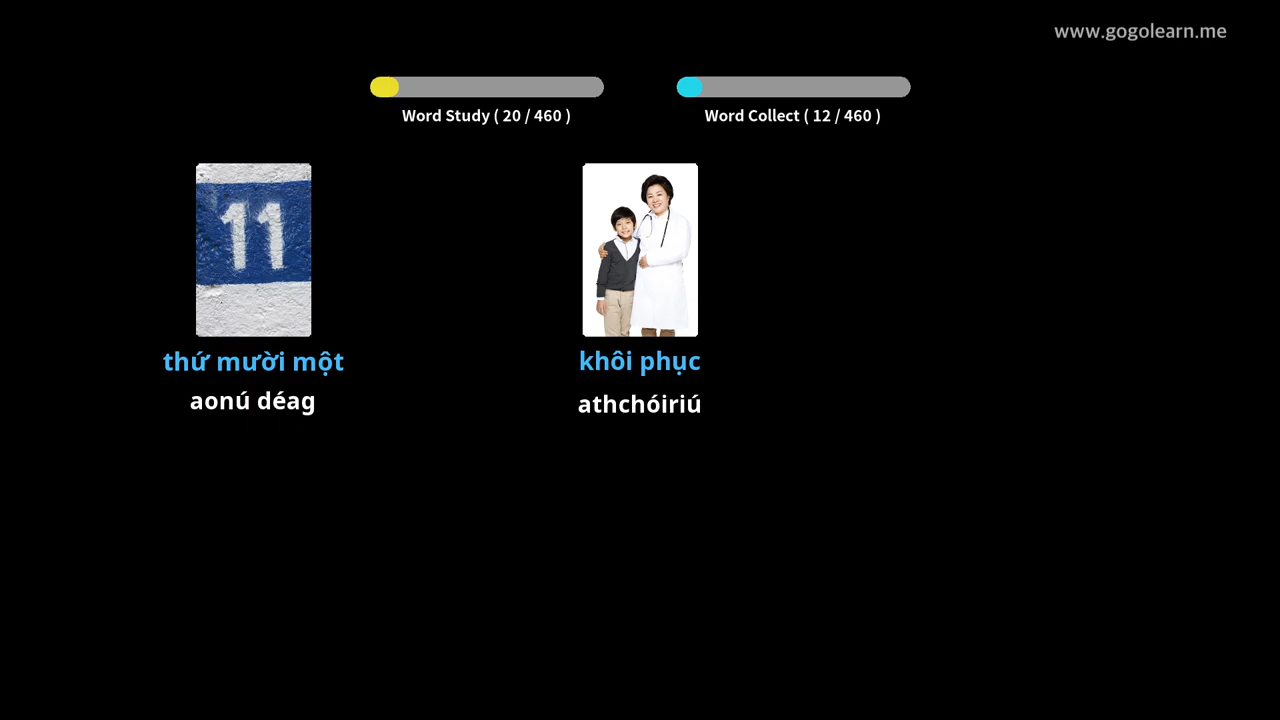 www.gogolearn.me
Word Study ( 20 / 460 )
Word Collect ( 12 / 460 )
11
thứ mười một
aonú déag
khôi phục
athchóiriú